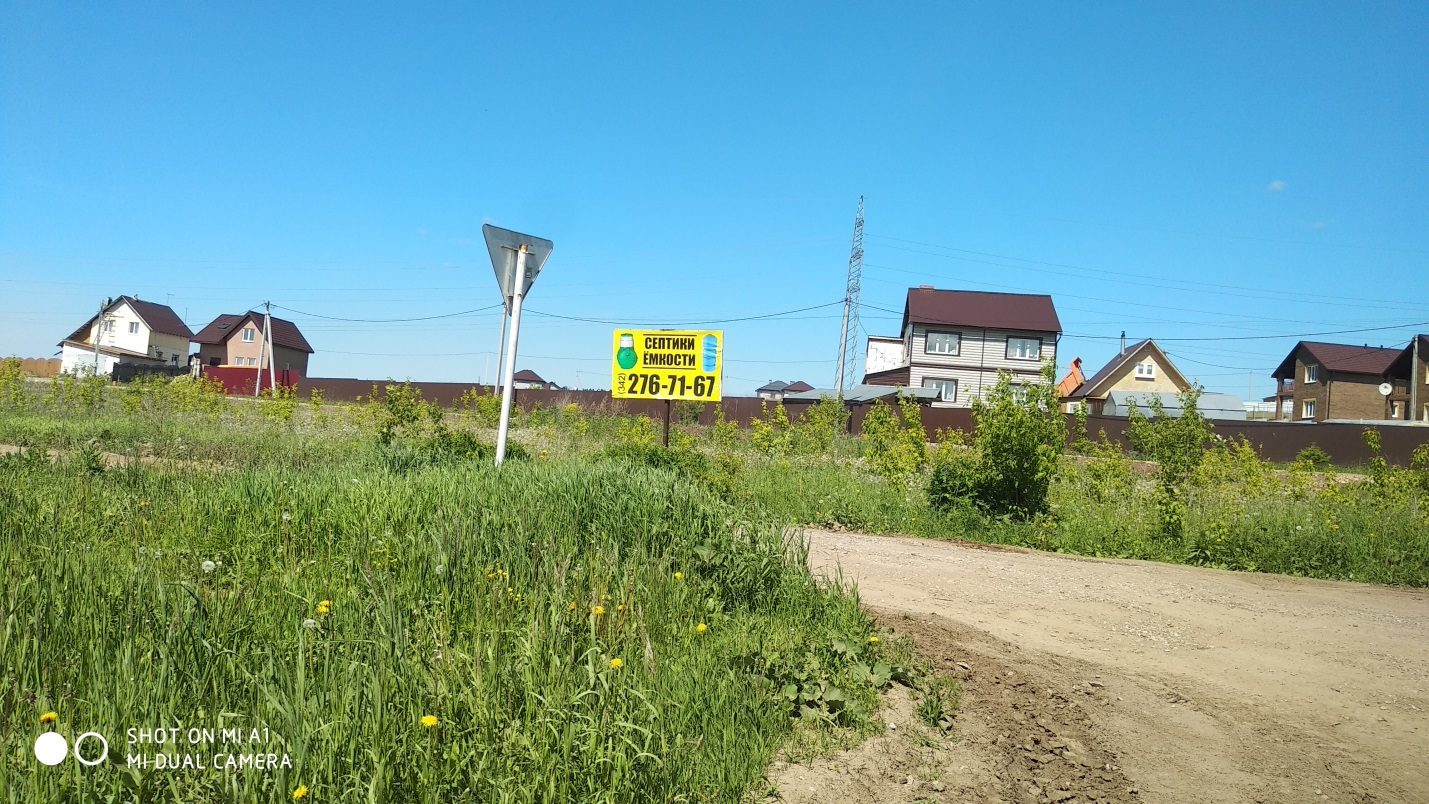 СЕПТИКИ
ЁМКОСТИ
(342) 276-71-67
SHOT ON MI A1
MI DUAL CAMERA